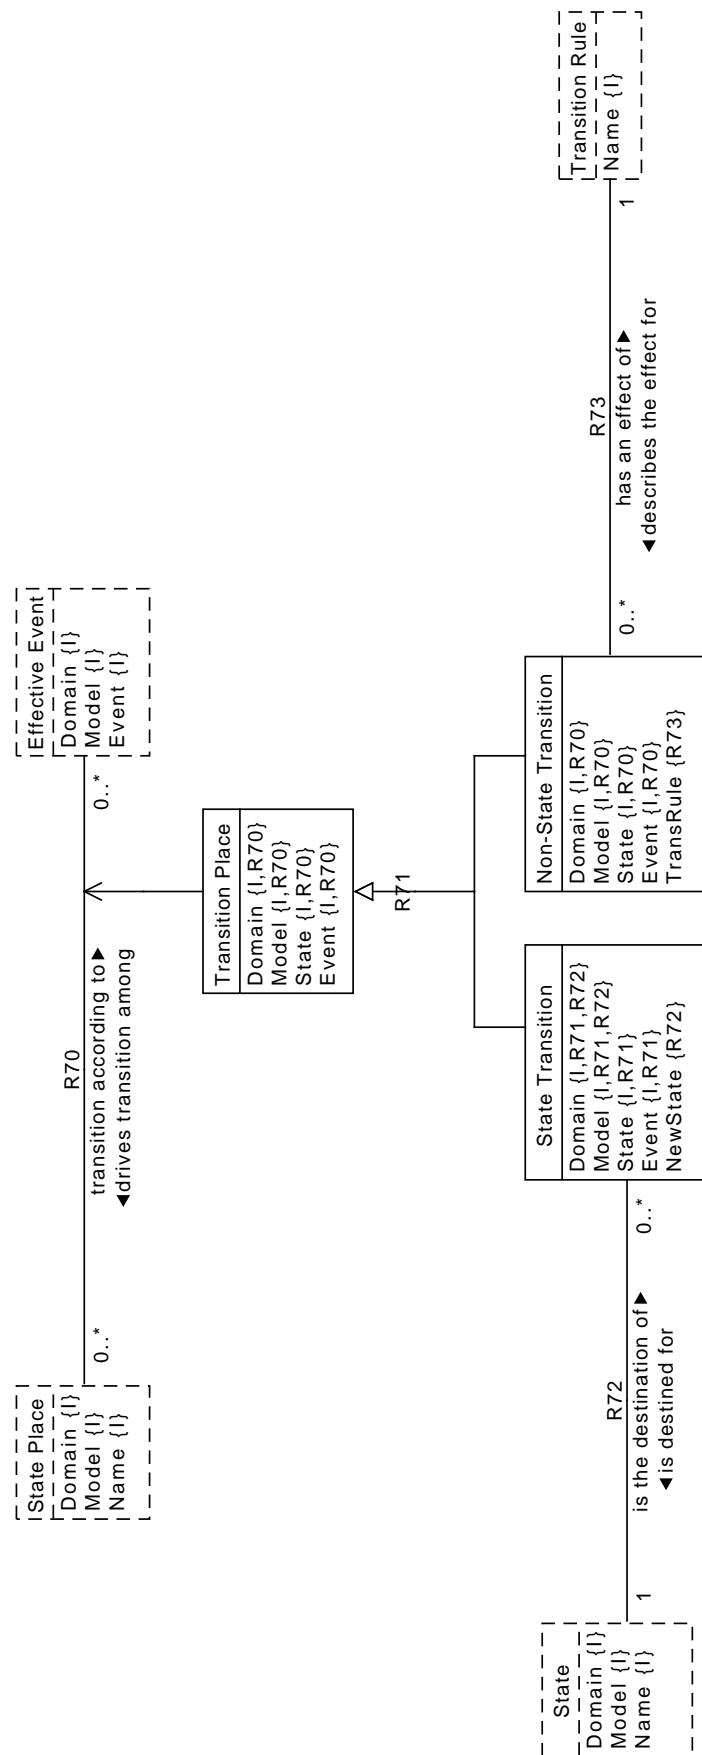 State Place
Domain {I}
Model {I}
Name {I}
0..*
R70
transition according to ▶
◀ drives transition among
0..*
Effective Event
Domain {I}
Model {I}
Event {I}
Transition Place
Domain {I,R70}
Model {I,R70}
State {I,R70}
Event {I,R70}
R71
State
Domain {I}
Model {I}
Name {I}
1
R72
is the destination of ▶
◀ is destined for
0..*
State Transition
Domain {I,R71,R72}
Model {I,R71,R72}
State {I,R71}
Event {I,R71}
NewState {R72}
Non-State Transition
Domain {I,R70}
Model {I,R70}
State {I,R70}
Event {I,R70}
TransRule {R73}
0..*
R73
has an effect of ▶
◀ describes the effect for
1
Transition Rule
Name {I}